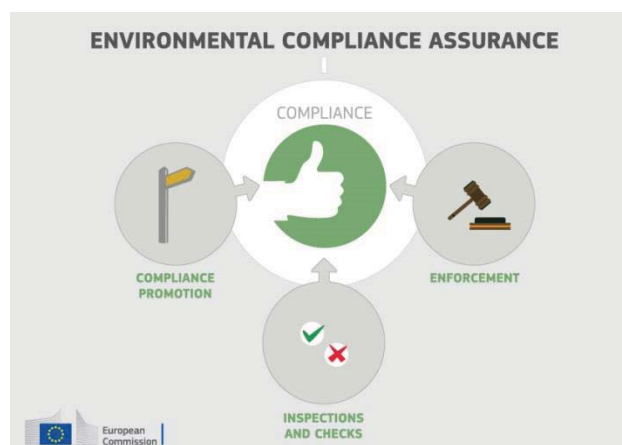 ENVIRONMENTAL COMPLIANCE ASSURANCE
COMPLIANCE
COMPLIANCE
PROMOTION
ENFORCEMENT
INSPECTIONS
AND CHECKS
European
Commission